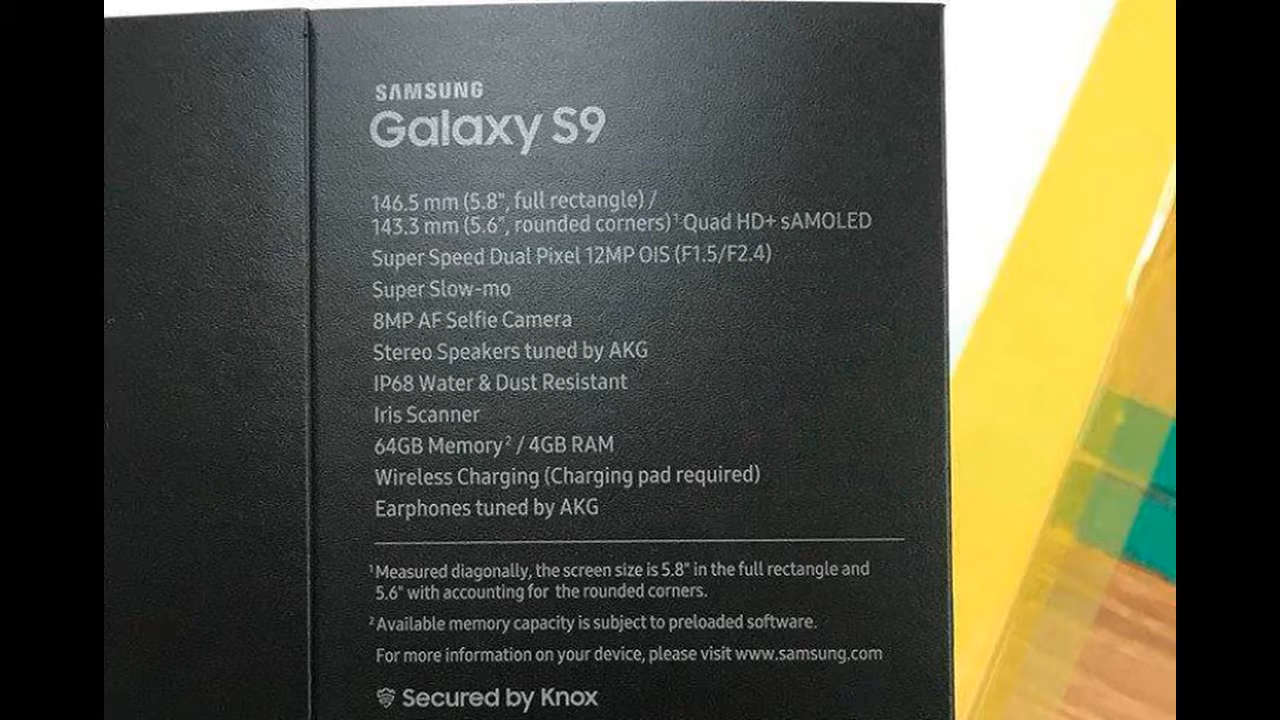 SAMSUNG
Galaxy S9
146.5 mm (5.8", full rectangle) /
143.3 mm (5.6", rounded corners)¹ Quad HD+ sAMOLED
Super Speed Dual Pixel 12MP OIS (F1.5/F2.4)
Super Slow-mo
8MP AF Selfie Camera
Stereo Speakers tuned by AKG
IP68 Water & Dust Resistant
Iris Scanner
64GB Memory² / 4GB RAM
Wireless Charging (Charging pad required)
Earphones tuned by AKG
¹Measured diagonally, the screen size is 5.8" in the full rectangle and
5.6" with accounting for the rounded corners.
²Available memory capacity is subject to preloaded software.
For more information on your device, please visit www.samsung.com
Secured by Knox